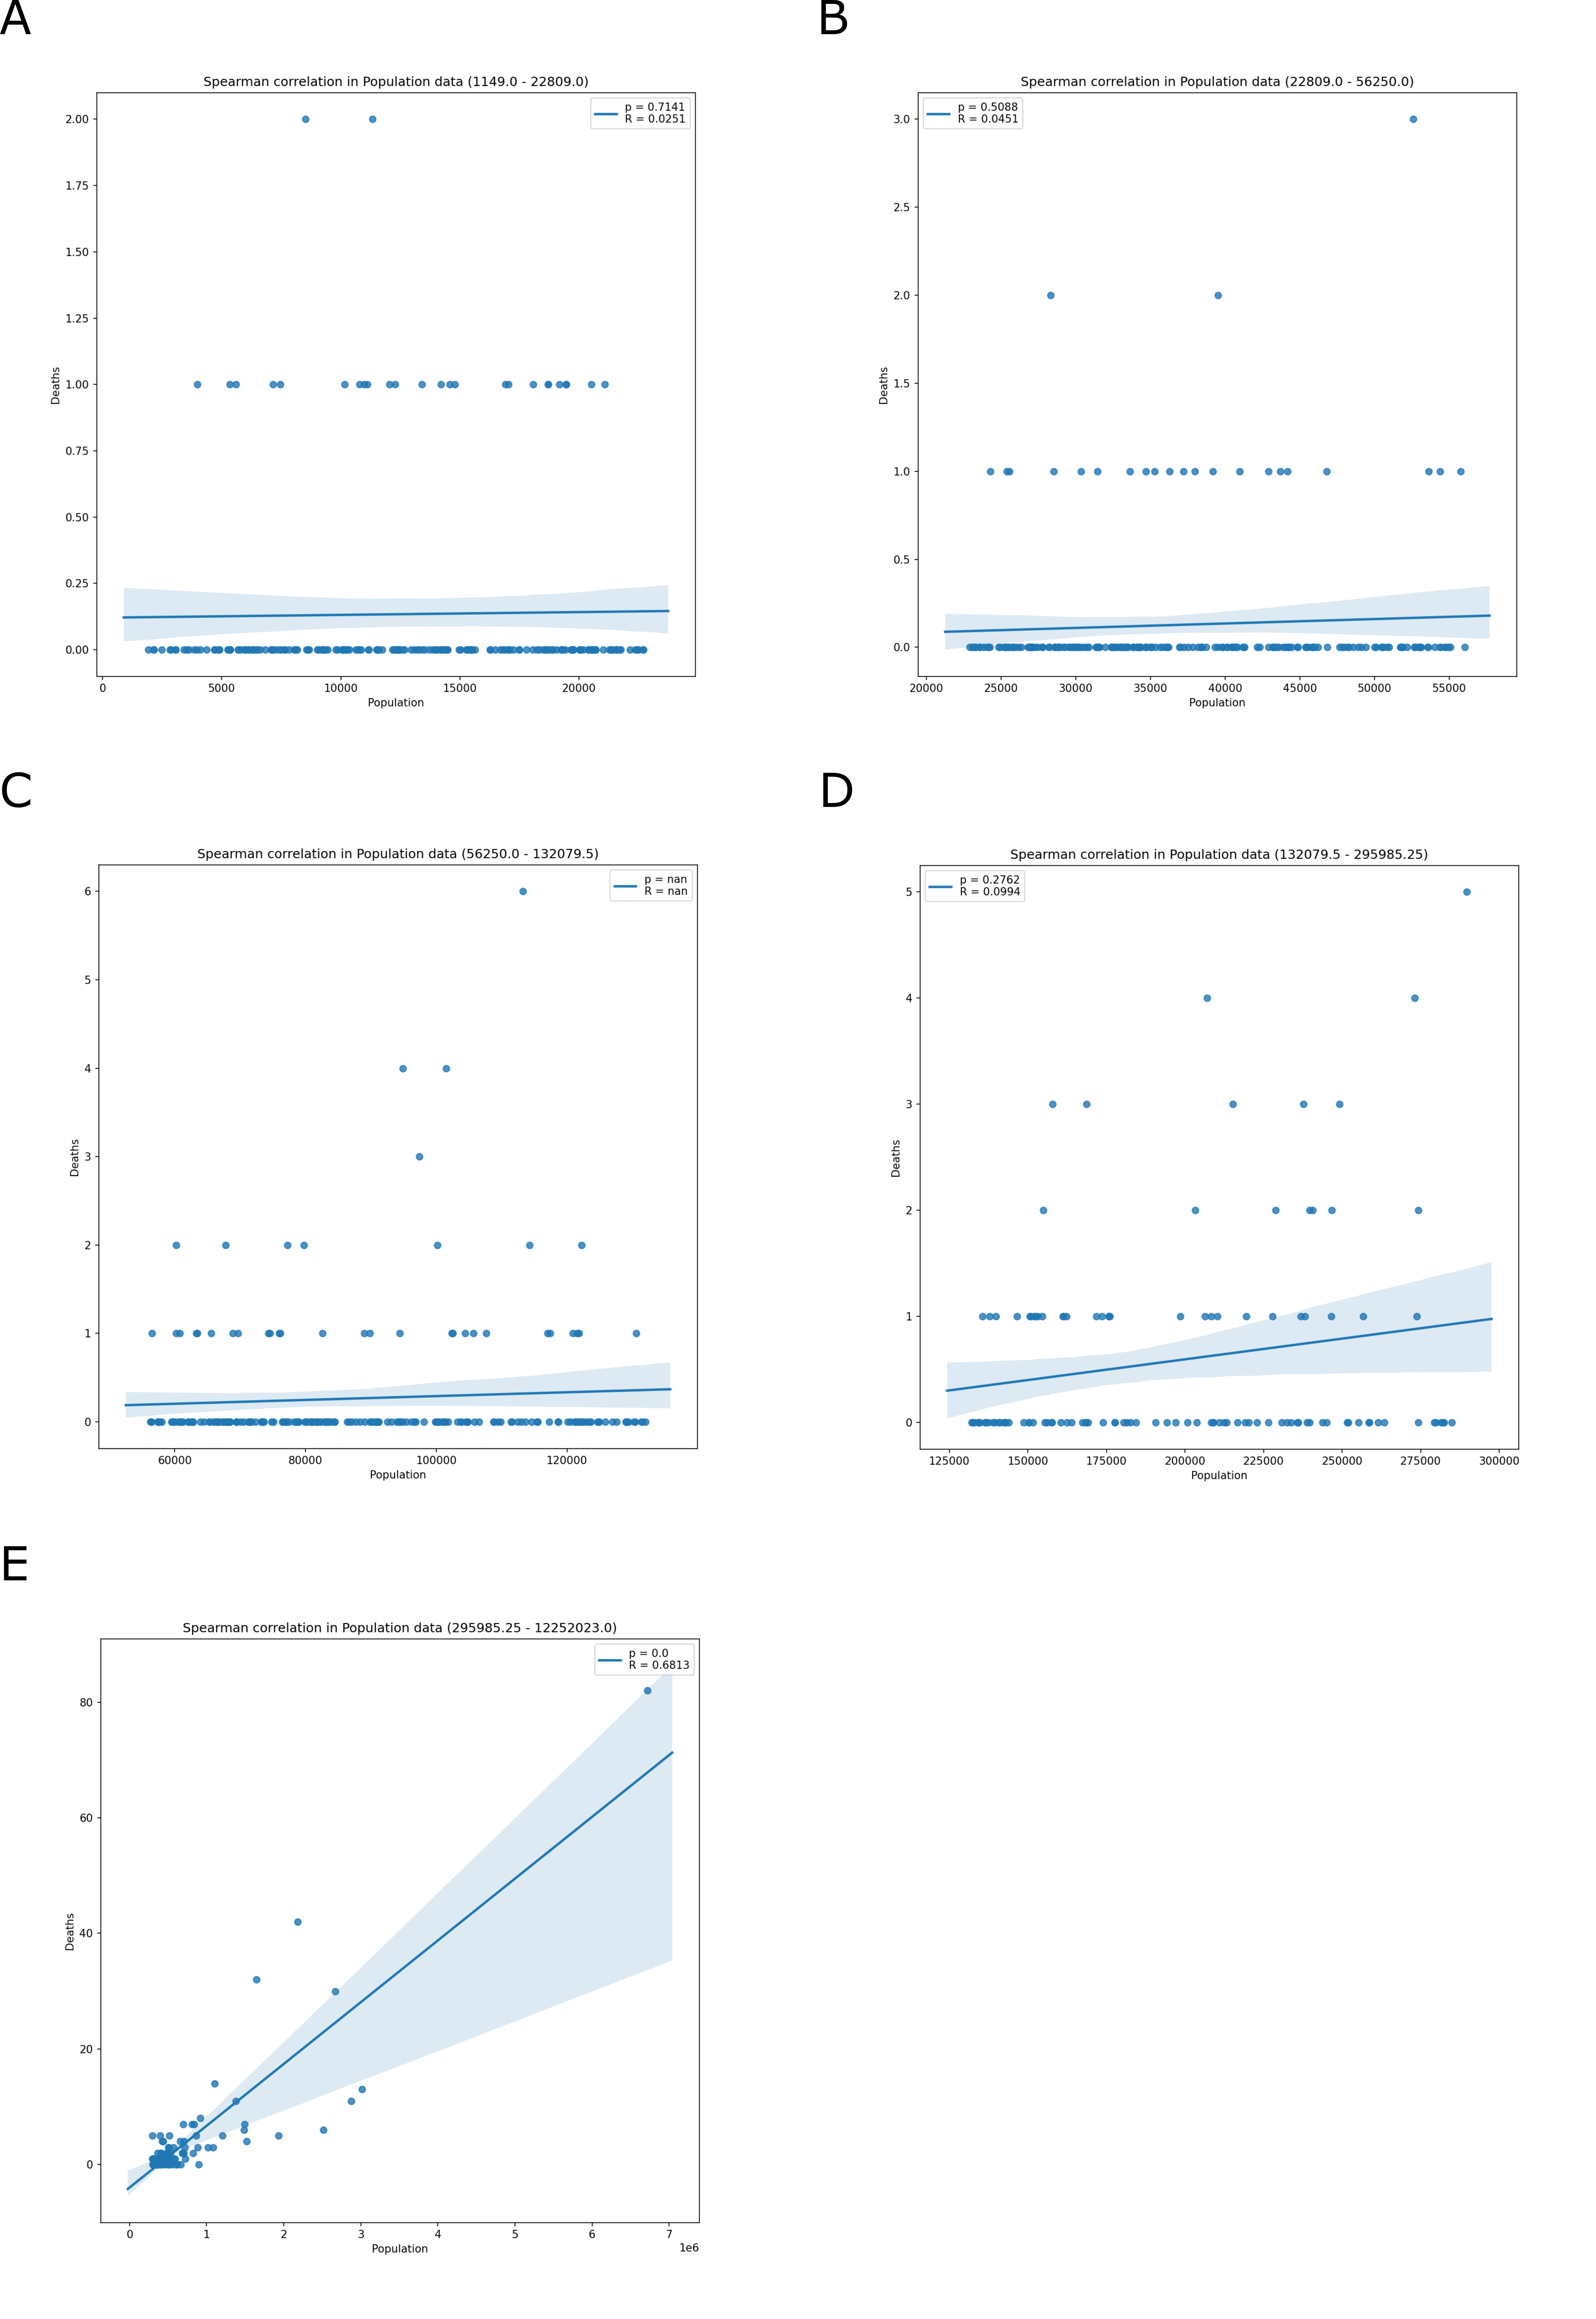 A
Spearman correlation in Population data (1149.0 - 22809.0)
p = 0.7141
R = 0.0251
Deaths
2.00
1.75
1.50
1.25
1.00
0.75
0.50
0.25
0.00
0 5000 10000 15000 20000
Population
B
Spearman correlation in Population data (22809.0 - 56250.0)
p = 0.5088
R = 0.0451
Deaths
3.0
2.5
2.0
1.5
1.0
0.5
0.0
20000 25000 30000 35000 40000 45000 50000 55000
Population
C
Spearman correlation in Population data (56250.0 - 132079.5)
p = nan
R = nan
Deaths
6
5
4
3
2
1
0
60000 80000 100000 120000
Population
D
Spearman correlation in Population data (132079.5 - 295985.25)
p = 0.2762
R = 0.0994
Deaths
5
4
3
2
1
0
125000 150000 175000 200000 225000 250000 275000 300000
Population
E
Spearman correlation in Population data (295985.25 - 12252023.0)
p = 0.0
R = 0.6813
Deaths
80
60
40
20
0
0 1 2 3 4 5 6 7
1e6
Population